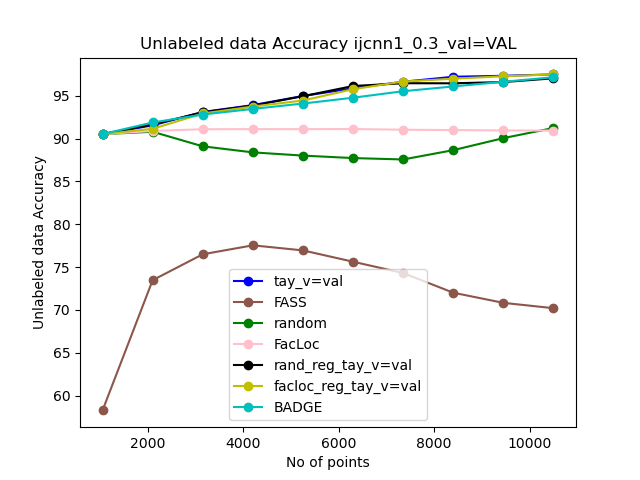 Unlabeled data Accuracy ijcnn1_0.3_val=VAL
Unlabeled data Accuracy
95
90
85
80
75
70
65
60
tay_v=val
FASS
random
FacLoc
rand_reg_tay_v=val
facloc_reg_tay_v=val
BADGE
2000 4000 6000 8000 10000
No of points